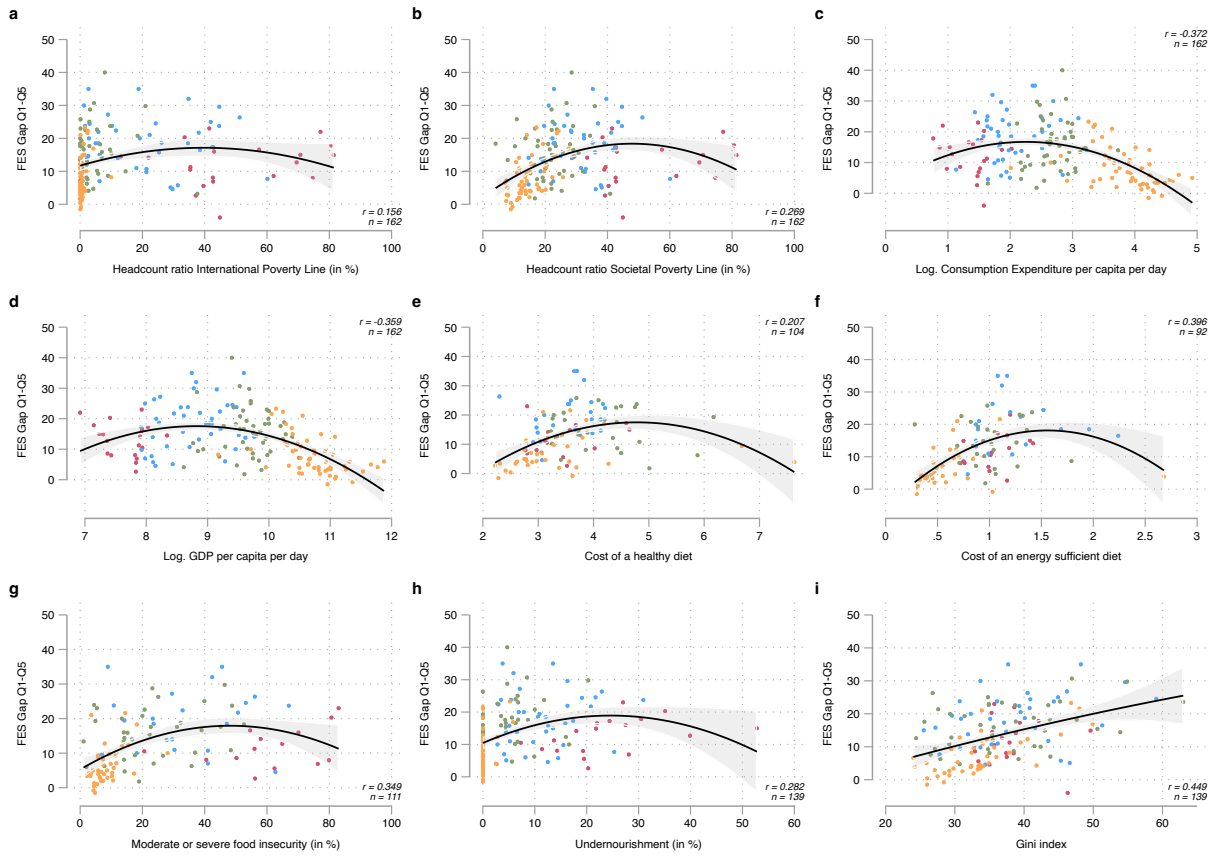 a
50
40
30
20
10
0
FES Gap Q1-Q5
r = 0.156
n = 162
0 20 40 60 80 100
Headcount ratio International Poverty Line (in %)
b
50
40
30
20
10
0
FES Gap Q1-Q5
r = 0.269
n = 162
0 20 40 60 80 100
Headcount ratio Societal Poverty Line (in %)
c
r = -0.372
n = 162
50
40
30
20
10
0
FES Gap Q1-Q5
0 1 2 3 4 5
Log. Consumption Expenditure per capita per day
d
r = -0.359
n = 162
50
40
30
20
10
0
FES Gap Q1-Q5
7 8 9 10 11 12
Log. GDP per capita per day
e
r = 0.207
n = 104
50
40
30
20
10
0
FES Gap Q1-Q5
2 3 4 5 6 7
Cost of a healthy diet
f
r = 0.396
n = 92
50
40
30
20
10
0
FES Gap Q1-Q5
0 .5 1 1.5 2 2.5 3
Cost of an energy sufficient diet
g
50
40
30
20
10
0
FES Gap Q1-Q5
r = 0.349
n = 111
0 20 40 60 80 100
Moderate or severe food insecurity (in %)
h
50
40
30
20
10
0
FES Gap Q1-Q5
r = 0.282
n = 139
0 10 20 30 40 50 60
Undernourishment (in %)
i
50
40
30
20
10
0
FES Gap Q1-Q5
r = 0.449
n = 139
20 30 40 50 60
Gini index